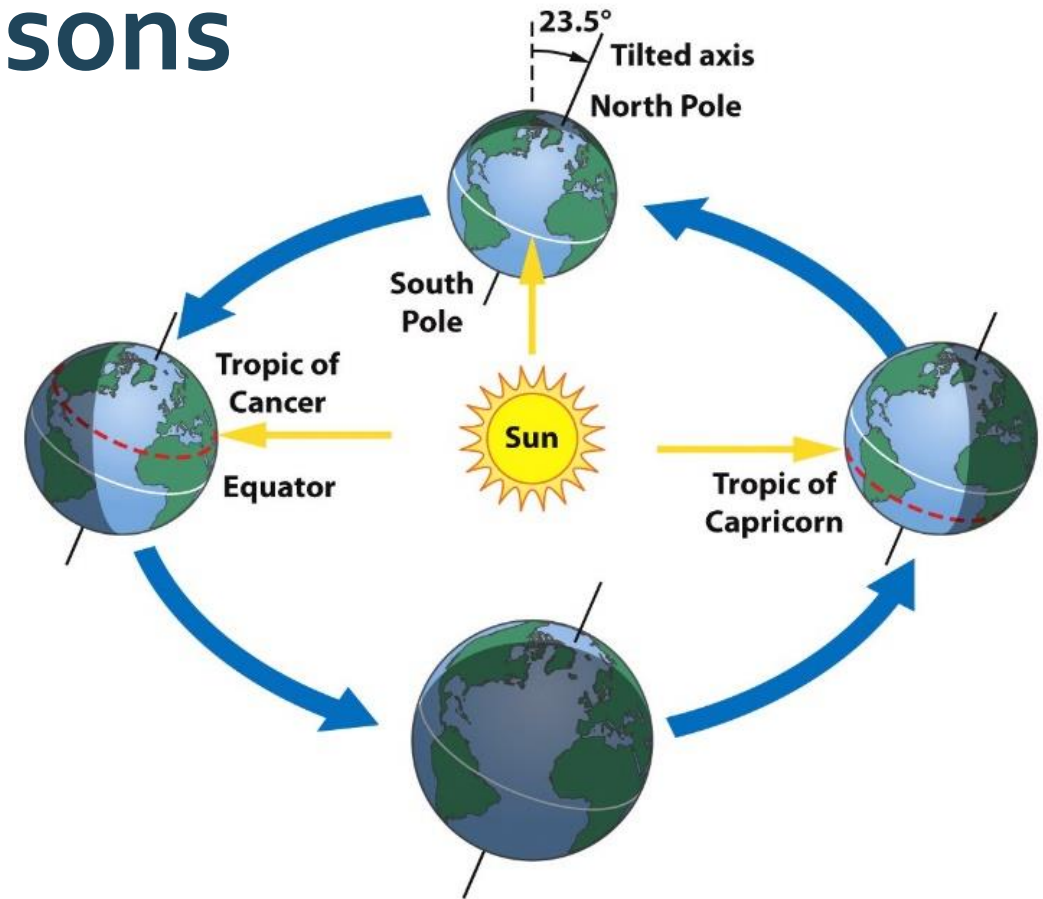 sons
23.5°
Tilted axis
North Pole
South
Pole
Tropic of
Cancer
Equator
Sun
Tropic of
Capricorn